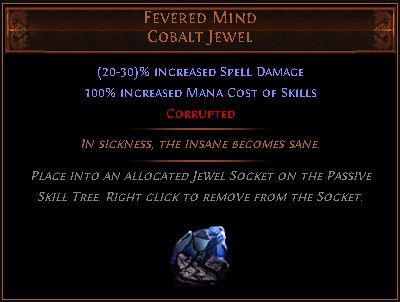 Fevered Mind
Cobalt Jewel
(20-30)% increased Spell Damage
100% increased Mana Cost of Skills
Corrupted
In sickness, the insane becomes sane.
Place into an allocated Jewel Socket on the Passive
Skill Tree. Right click to remove from the Socket.